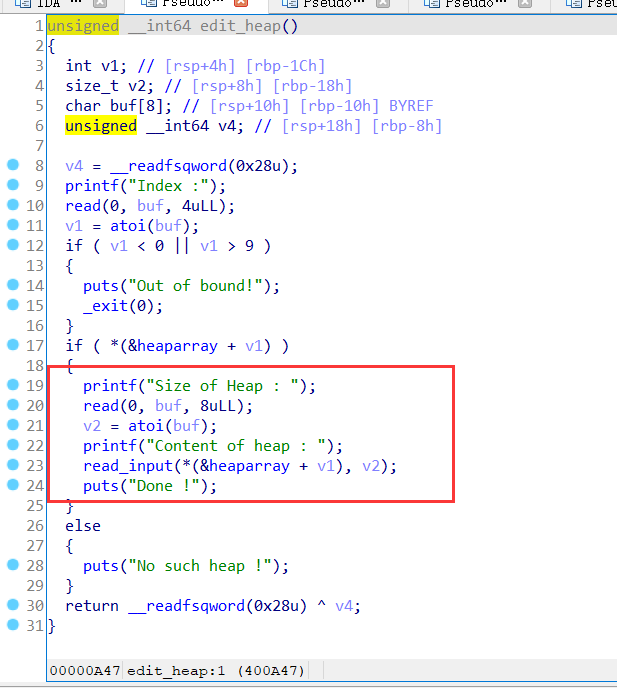 IDA Pseudo⋯ Pseudo⋯ Pseudo⋯ Pseu
1 unsigned __int64 edit_heap()
2 {
3 int v1; // [rsp+4h] [rbp-1Ch]
4 size_t v2; // [rsp+8h] [rbp-18h]
5 char buf[8]; // [rsp+10h] [rbp-10h] BYREF
6 unsigned __int64 v4; // [rsp+18h] [rbp-8h]
7
8 v4 = __readfsqword(0x28u);
9 printf("Index :");
10 read(0, buf, 4uLL);
11 v1 = atoi(buf);
12 if ( v1 < 0 || v1 > 9 )
13 {
14 puts("Out of bound!");
15 _exit(0);
16 }
17 if ( *(&heaparray + v1) )
18 {
19 printf("Size of Heap : ");
20 read(0, buf, 8uLL);
21 v2 = atoi(buf);
22 printf("Content of heap : ");
23 read_input(*(&heaparray + v1), v2);
24 puts("Done !");
25 }
26 else
27 {
28 puts("No such heap !");
29 }
30 return __readfsqword(0x28u) ^ v4;
31 }
00000A47 edit_heap:1 (400A47)